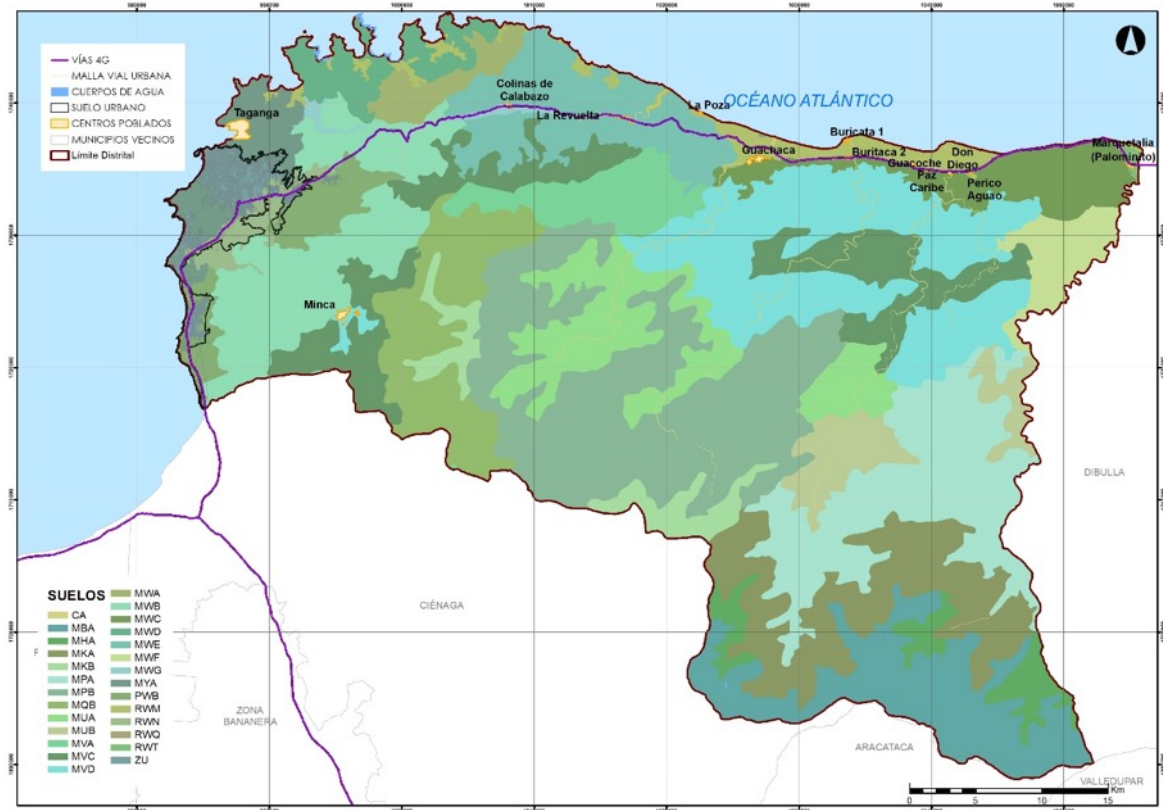 VÍAS 4G
MALLA VIAL URBANA
CUERPOS DE AGUA
SUELO URBANO
CENTROS POBLADOS
MUNICIPIOS VECINOS
Límite Distrital
Taganga
Colinas de
Calabazo
La Revuelta
La Poza
OCÉANO ATLÁNTICO
Buricata 1
Guachaca
Buritaca 2
Guacoche
Don
Diego
Paz
Caribe
Perico
Aguao
Marquetalia
(Palominito)
Minca
DIBULLA
CIÉNAGA
ZONA
BANANERA
ARACATACA
VALLEDUPAR
SUELOS
CA
MBA
MHA
MKA
MKB
MPA
MPB
MQB
MUA
MUB
MVA
MVC
MVD
MWA
MWB
MWC
MWD
MWE
MWF
MWG
MYA
PWB
RWM
RWN
RWQ
RWT
ZU
0 5 10 15
Km